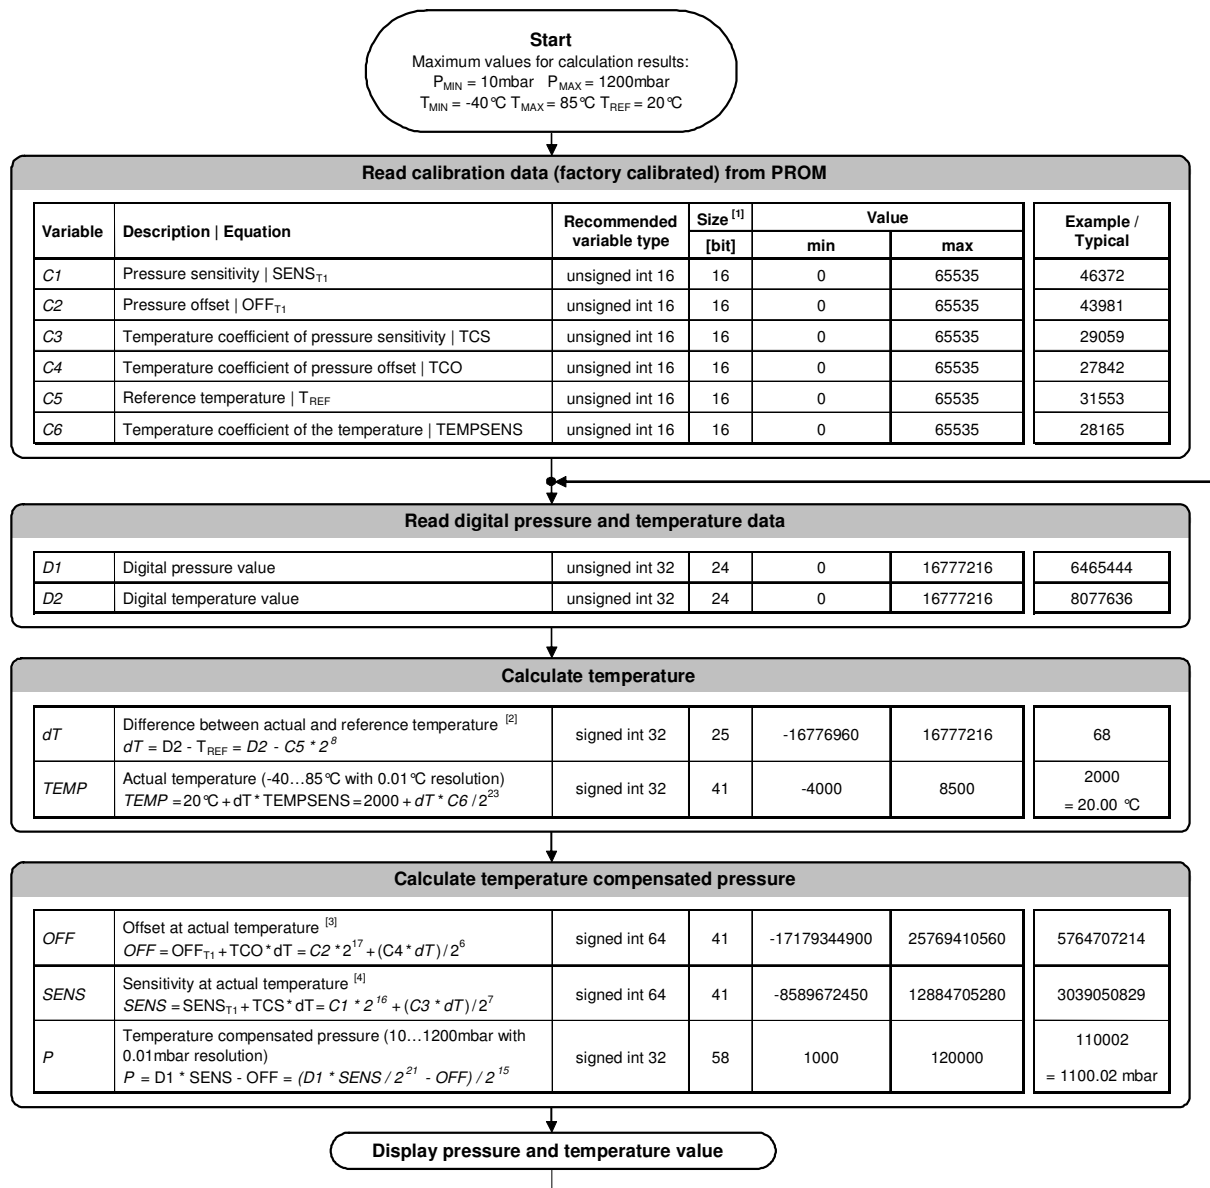 Start
Maximum values for calculation results:
P_MIN = 10mbar P_MAX = 1200mbar
T_MIN = -40°C T_MAX = 85°C T_REF = 20°C
Read calibration data (factory calibrated) from PROM
Variable | Description | Equation | Recommended variable type | Size [1] [bit] | Value min | max | Example / Typical
C1 | Pressure sensitivity | SENS_T1 | unsigned int 16 | 16 | 0 | 65535 | 46372
C2 | Pressure offset | OFF_T1 | unsigned int 16 | 16 | 0 | 65535 | 43981
C3 | Temperature coefficient of pressure sensitivity | TCS | unsigned int 16 | 16 | 0 | 65535 | 29059
C4 | Temperature coefficient of pressure offset | TCO | unsigned int 16 | 16 | 0 | 65535 | 27842
C5 | Reference temperature | T_REF | unsigned int 16 | 16 | 0 | 65535 | 31553
C6 | Temperature coefficient of the temperature | TEMPSENS | unsigned int 16 | 16 | 0 | 65535 | 28165
Read digital pressure and temperature data
D1 | Digital pressure value | unsigned int 32 | 24 | 0 | 16777216 | 6465444
D2 | Digital temperature value | unsigned int 32 | 24 | 0 | 16777216 | 8077636
Calculate temperature
dT | Difference between actual and reference temperature [2]
dT = D2 - T_REF = D2 - C5 * 2^8 | signed int 32 | 25 | -16776960 | 16777216 | 68
TEMP | Actual temperature (-40…85°C with 0.01°C resolution)
TEMP = 20°C + dT * TEMPSENS = 2000 + dT * C6 / 2^23 | signed int 32 | 41 | -4000 | 8500 | 2000
= 20.00 °C
Calculate temperature compensated pressure
OFF | Offset at actual temperature [3]
OFF = OFF_T1 + TCO * dT = C2 * 2^17 + (C4 * dT) / 2^6 | signed int 64 | 41 | -17179344900 | 25769410560 | 5764707214
SENS | Sensitivity at actual temperature [4]
SENS = SENS_T1 + TCS * dT = C1 * 2^16 + (C3 * dT) / 2^7 | signed int 64 | 41 | -8589672450 | 12884705280 | 3039050829
P | Temperature compensated pressure (10…1200mbar with
0.01mbar resolution)
P = D1 * SENS - OFF = (D1 * SENS / 2^21 - OFF) / 2^15 | signed int 32 | 58 | 1000 | 120000 | 110002
= 1100.02 mbar
Display pressure and temperature value